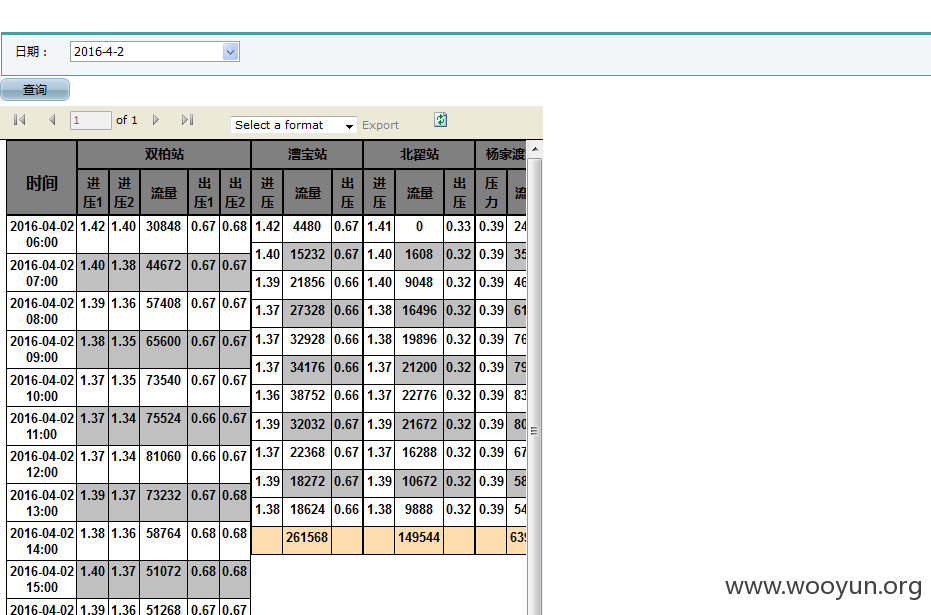 日期：
2016-4-2
查询
1 of 1 Select a format Export
时间 双柏站
进压1 进压2 流量 出压1 出压2
2016-04-02 06:00 1.42 1.40 30848 0.67 0.68
2016-04-02 07:00 1.40 1.38 44672 0.67 0.67
2016-04-02 08:00 1.39 1.36 57408 0.67 0.67
2016-04-02 09:00 1.38 1.35 65600 0.67 0.67
2016-04-02 10:00 1.37 1.35 73540 0.67 0.67
2016-04-02 11:00 1.37 1.34 75524 0.66 0.67
2016-04-02 12:00 1.37 1.34 81060 0.66 0.67
2016-04-02 13:00 1.39 1.37 73232 0.67 0.68
2016-04-02 14:00 1.38 1.36 58764 0.68 0.68
2016-04-02 15:00 1.40 1.37 51072 0.68 0.68
2016-04-02 1.39 1.36 51268 0.67 0.67
漕宝站 北翟站 杨家渡
进压 流量 出压 进压 流量 出压 压力 流
1.42 4480 0.67 1.41 0 0.33 0.39 24
1.40 15232 0.67 1.40 1608 0.32 0.39 35
1.39 21856 0.66 1.40 9048 0.32 0.39 46
1.37 27328 0.66 1.38 16496 0.32 0.39 61
1.37 32928 0.66 1.38 19896 0.32 0.39 76
1.37 34176 0.66 1.37 21200 0.32 0.39 79
1.36 38752 0.66 1.37 22776 0.32 0.39 83
1.39 32032 0.67 1.39 21672 0.32 0.39 80
1.37 22368 0.67 1.37 16288 0.32 0.39 67
1.39 18272 0.67 1.39 10672 0.32 0.39 58
1.38 18624 0.66 1.38 9888 0.32 0.39 54
261568 149544 639
www.wooyun.org